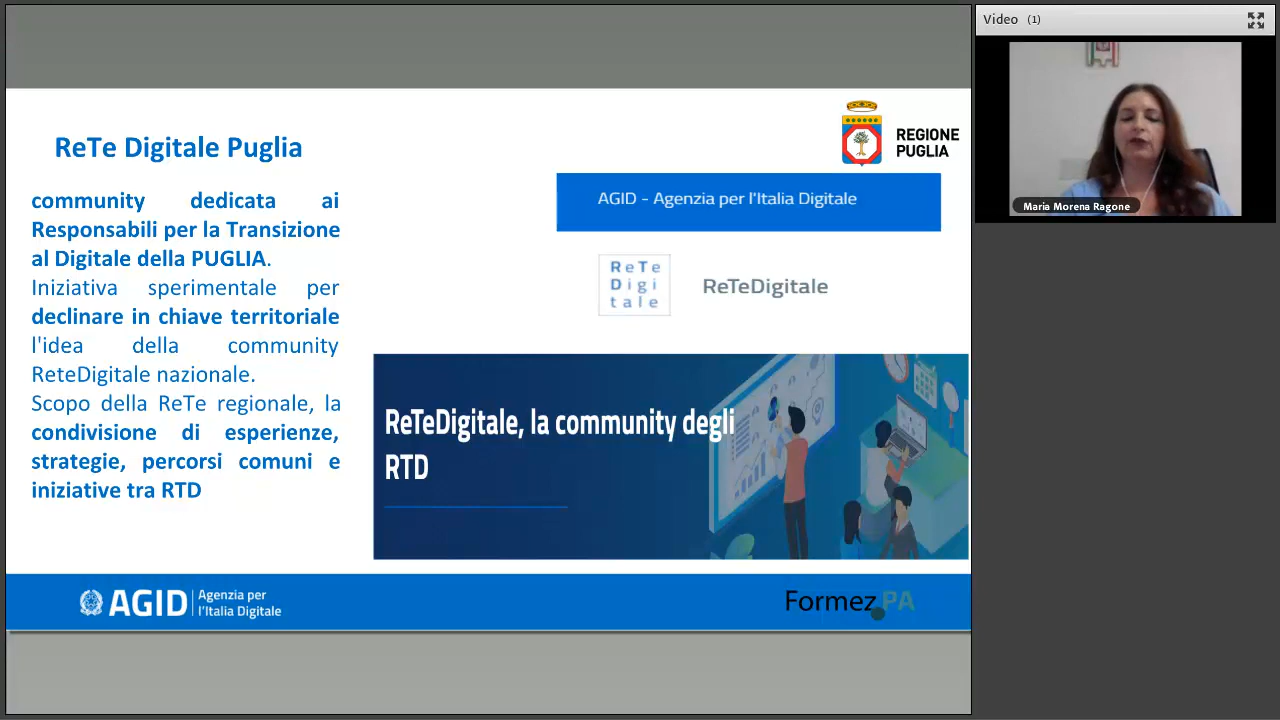 Video (1)
Maria Morena Ragone
REGIONE
PUGLIA
ReTe Digitale Puglia
community dedicata ai
Responsabili per la Transizione
al Digitale della PUGLIA.
Iniziativa sperimentale per
declinare in chiave territoriale
l'idea della community
ReteDigitale nazionale.
Scopo della ReTe regionale, la
condivisione di esperienze,
strategie, percorsi comuni e
iniziative tra RTD
AGID - Agenzia per l'Italia Digitale
ReTe
Digi
tale
ReTeDigitale
ReTeDigitale, la community degli
RTD
AGID
Agenzia per
l'Italia Digitale
Formez PA